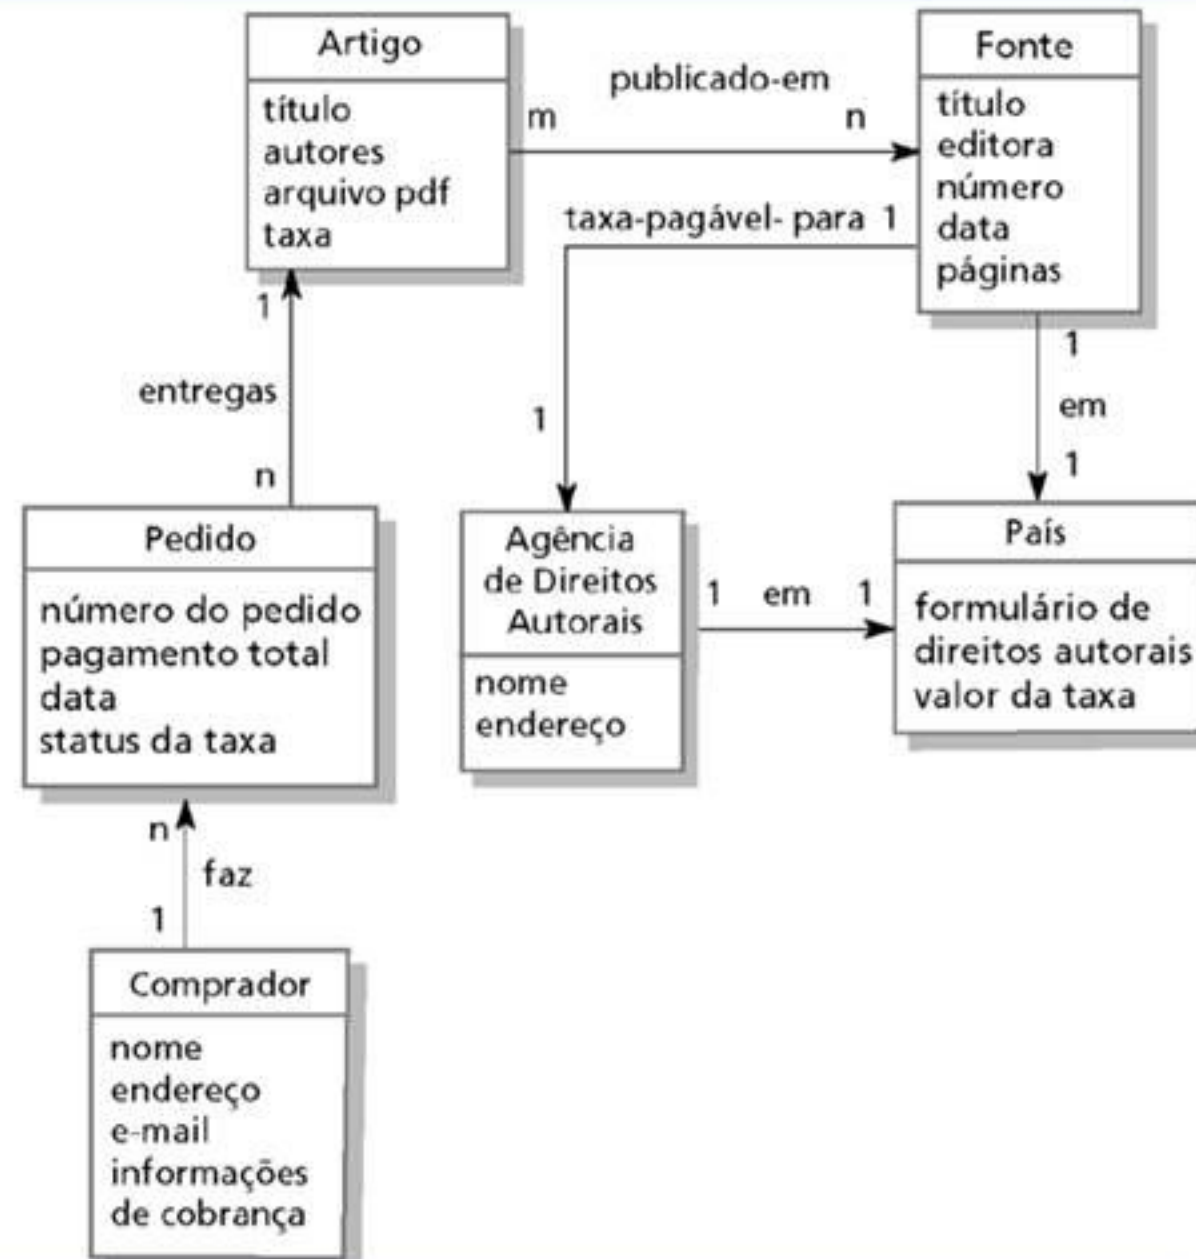 Artigo
título
autores
arquivo pdf
taxa
publicado-em
m
n
Fonte
título
editora
número
data
páginas
taxa-pagável- para 1
1
1
em
1
1
entregas
n
Pedido
número do pedido
pagamento total
data
status da taxa
Agência
de Direitos
Autorais
nome
endereço
1 em 1
País
formulário de
direitos autorais
valor da taxa
n
faz
1
Comprador
nome
endereço
e-mail
informações
de cobrança